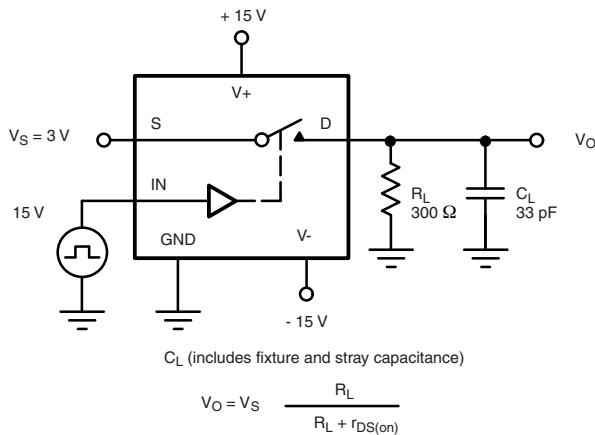 + 15 V
V+
V_S = 3 V
S
D
V_O
IN
15 V
R_L
300 Ω
C_L
33 pF
GND
V-
- 15 V
C_L (includes fixture and stray capacitance)
V_O = V_S R_L
R_L + r_DS(on)